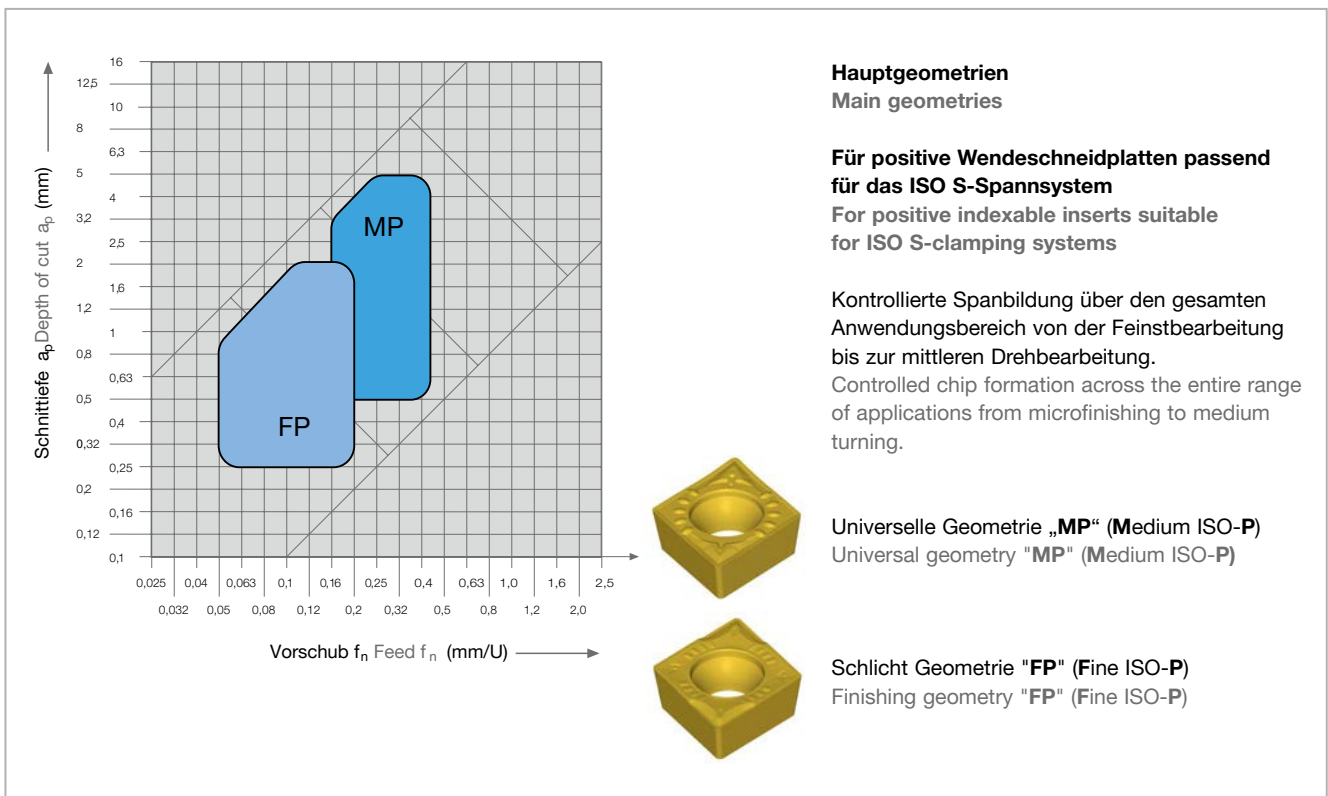 16
12,5
10
8
6,3
5
4
3,2
2,5
2
1,6
1,2
1
0,8
0,63
0,5
0,4
0,32
0,25
0,2
0,16
0,12
0,1
Schnitttiefe ap Depth of cut ap (mm)
MP
FP
0,025 0,04 0,063 0,1 0,16 0,25 0,4 0,63 1,0 1,6 2,5
0,032 0,05 0,08 0,12 0,2 0,32 0,5 0,8 1,2 2,0
Vorschub fn Feed fn (mm/U)
Hauptgeometrien
Main geometries
Für positive Wendeschneidplatten passend
für das ISO S-Spannsystem
For positive indexable inserts suitable
for ISO S-clamping systems
Kontrollierte Spanbildung über den gesamten
Anwendungsbereich von der Feinstbearbeitung
bis zur mittleren Drehbearbeitung.
Controlled chip formation across the entire range
of applications from microfinishing to medium
turning.
Universelle Geometrie „MP“ (Medium ISO-P)
Universal geometry "MP" (Medium ISO-P)
Schlicht Geometrie "FP" (Fine ISO-P)
Finishing geometry "FP" (Fine ISO-P)